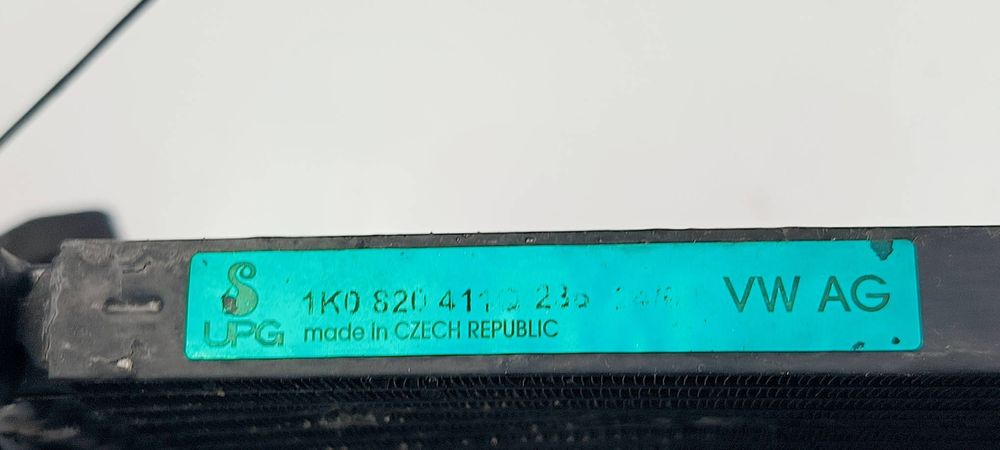 UPG
1K0 820 411
made in CZECH REPUBLIC
VW AG